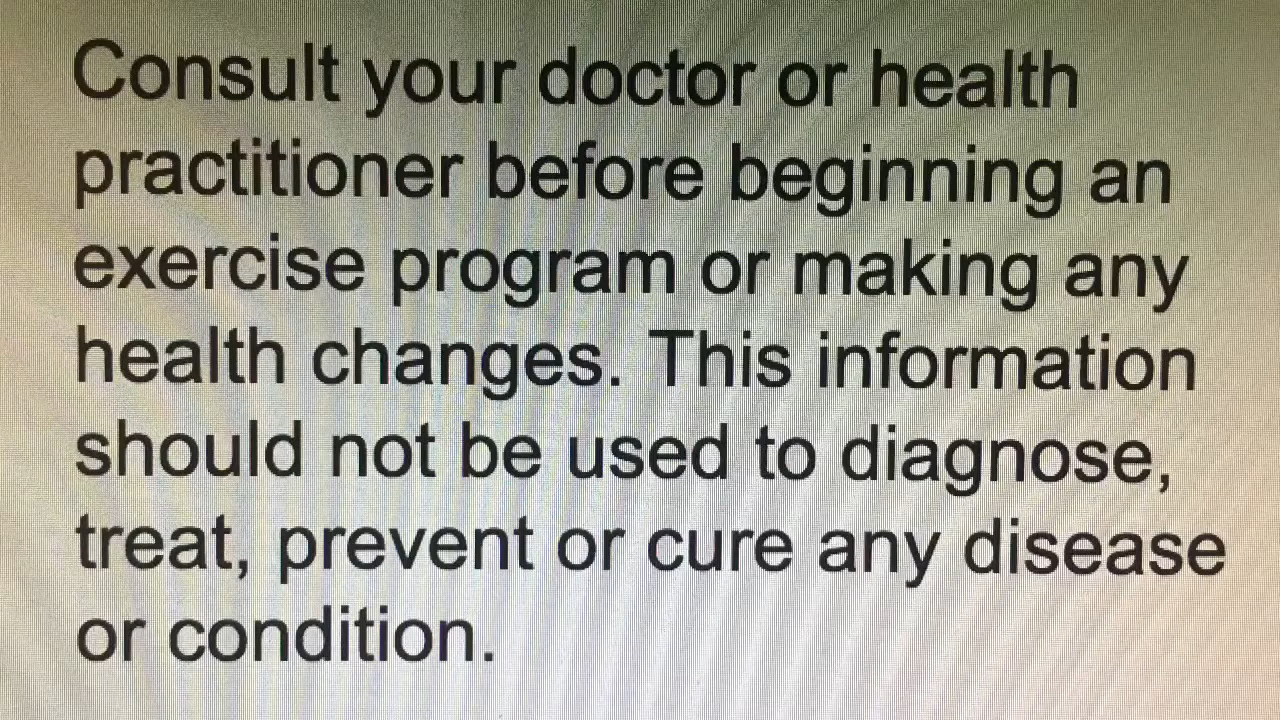 Consult your doctor or health
practitioner before beginning an
exercise program or making any
health changes. This information
should not be used to diagnose,
treat, prevent or cure any disease
or condition.